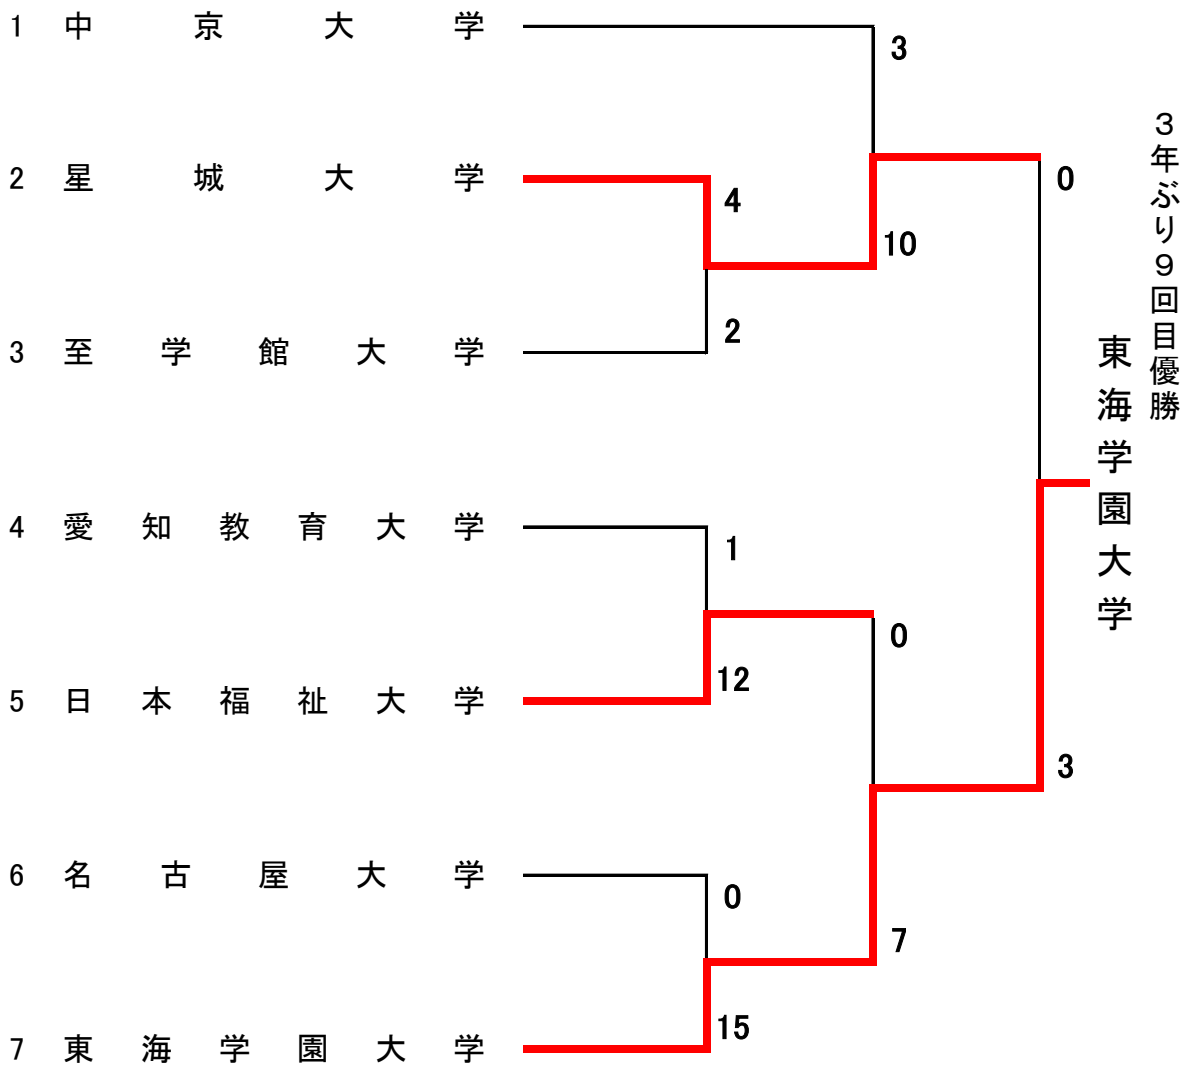 1 中京大学
3
2 星城大学
4
10
0
3 至学館大学
2
4 愛知教育大学
1
0
5 日本福祉大学
12
3
6 名古屋大学
0
7
7 東海学園大学
15
東海学園大学
３年ぶり９回目優勝